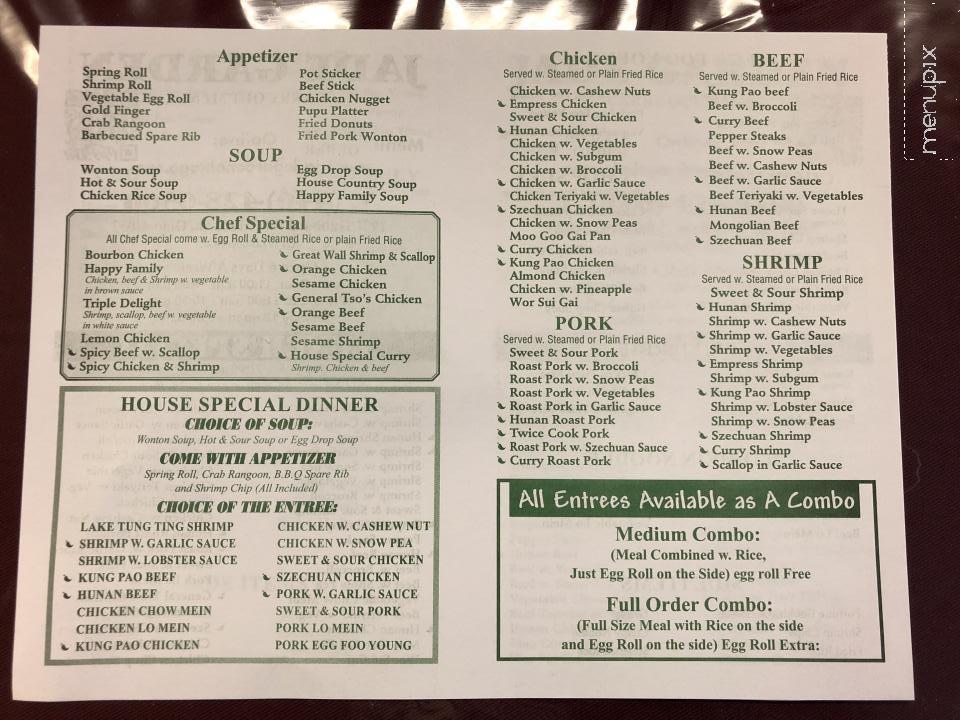 Appetizer
Spring Roll
Shrimp Roll
Vegetable Egg Roll
Gold Finger
Crab Rangoon
Barbecued Spare Rib
Pot Sticker
Beef Stick
Chicken Nugget
Pupu Platter
Fried Donuts
Fried Pork Wonton
SOUP
Wonton Soup
Hot & Sour Soup
Chicken Rice Soup
Egg Drop Soup
House Country Soup
Happy Family Soup
Chef Special
All Chef Special come w. Egg Roll & Steamed Rice or plain Fried Rice
Bourbon Chicken
Happy Family
Chicken, beef & Shrimp w. vegetable
in brown sauce
Triple Delight
Shrimp, scallop, beef w. vegetable
in white sauce
Lemon Chicken
Spicy Beef w. Scallop
Spicy Chicken & Shrimp
Great Wall Shrimp & Scallop
Orange Chicken
Sesame Chicken
General Tso's Chicken
Orange Beef
Sesame Beef
Sesame Shrimp
House Special Curry
Shrimp. Chicken & beef
HOUSE SPECIAL DINNER
CHOICE OF SOUP:
Wonton Soup, Hot & Sour Soup or Egg Drop Soup
COME WITH APPETIZER
Spring Roll, Crab Rangoon, B.B.Q Spare Rib
and Shrimp Chip (All Included)
CHOICE OF THE ENTREE:
LAKE TUNG TING SHRIMP
SHRIMP W. GARLIC SAUCE
SHRIMP W. LOBSTER SAUCE
KUNG PAO BEEF
HUNAN BEEF
CHICKEN CHOW MEIN
CHICKEN LO MEIN
KUNG PAO CHICKEN
CHICKEN W. CASHEW NUT
CHICKEN W. SNOW PEA
SWEET & SOUR CHICKEN
SZECHUAN CHICKEN
PORK W. GARLIC SAUCE
SWEET & SOUR PORK
PORK LO MEIN
PORK EGG FOO YOUNG
Chicken
Served w. Steamed or Plain Fried Rice
Chicken w. Cashew Nuts
Empress Chicken
Sweet & Sour Chicken
Hunan Chicken
Chicken w. Vegetables
Chicken w. Subgum
Chicken w. Broccoli
Chicken w. Garlic Sauce
Chicken Teriyaki w. Vegetables
Szechuan Chicken
Chicken w. Snow Peas
Moo Goo Gai Pan
Curry Chicken
Kung Pao Chicken
Almond Chicken
Chicken w. Pineapple
Wor Sui Gai
PORK
Served w. Steamed or Plain Fried Rice
Sweet & Sour Pork
Roast Pork w. Broccoli
Roast Pork w. Snow Peas
Roast Pork w. Vegetables
Roast Pork in Garlic Sauce
Hunan Roast Pork
Twice Cook Pork
Roast Pork w. Szechuan Sauce
Curry Roast Pork
BEEF
Served w. Steamed or Plain Fried Rice
Kung Pao beef
Beef w. Broccoli
Curry Beef
Pepper Steaks
Beef w. Snow Peas
Beef w. Cashew Nuts
Beef w. Garlic Sauce
Beef Teriyaki w. Vegetables
Hunan Beef
Mongolian Beef
Szechuan Beef
SHRIMP
Served w. Steamed or Plain Fried Rice
Sweet & Sour Shrimp
Hunan Shrimp
Shrimp w. Cashew Nuts
Shrimp w. Garlic Sauce
Shrimp w. Vegetables
Empress Shrimp
Shrimp w. Subgum
Kung Pao Shrimp
Shrimp w. Lobster Sauce
Shrimp w. Snow Peas
Szechuan Shrimp
Curry Shrimp
Scallop in Garlic Sauce
All Entrees Available as A Combo
Medium Combo:
(Meal Combined w. Rice,
Just Egg Roll on the Side) egg roll Free
Full Order Combo:
(Full Size Meal with Rice on the side
and Egg Roll on the side) Egg Roll Extra:
menupix